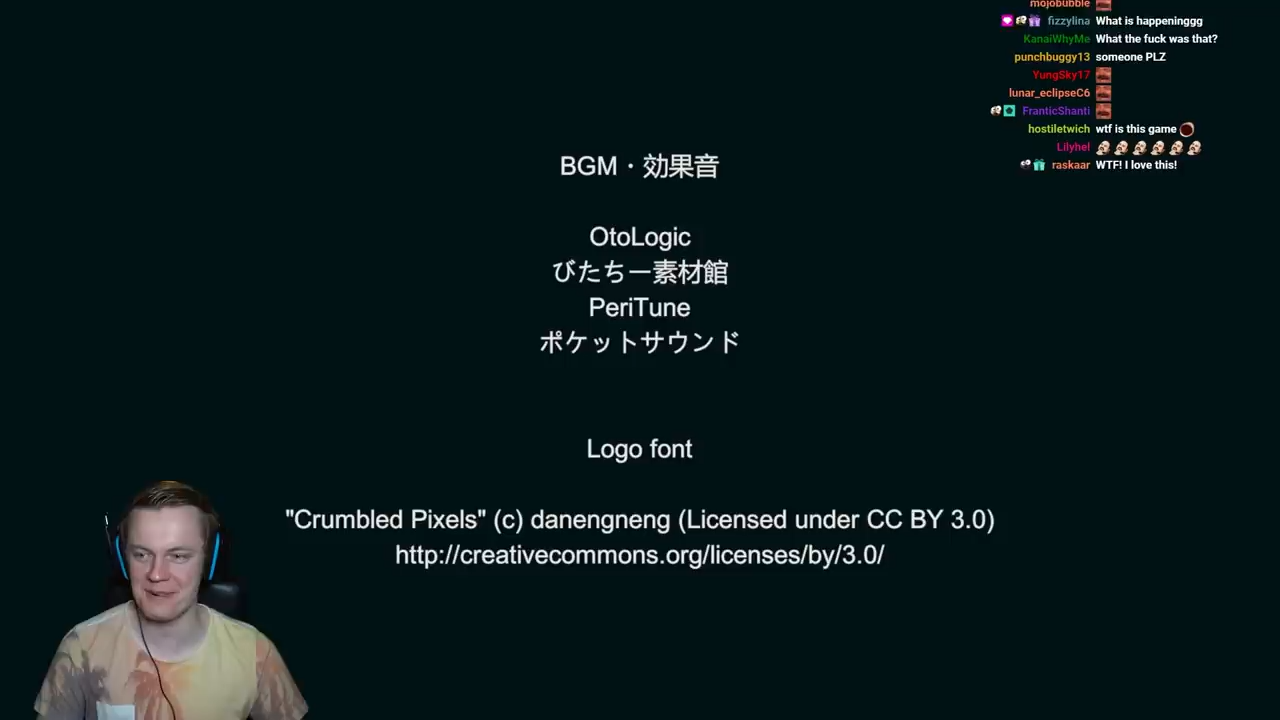 mojobubble
fizzylina What is happeninggg
KanaiWhyMe What the fuck was that?
punchbuggy13 someone PLZ
YungSky17
lunar_eclipseC6
FranticShanti
hostiletwich wtf is this game
Lilyhel
raskaar WTF! I love this!
BGM・効果音
OtoLogic
びたちー素材館
PeriTune
ポケットサウンド
Logo font
"Crumbled Pixels" (c) danengneng (Licensed under CC BY 3.0)
http://creativecommons.org/licenses/by/3.0/